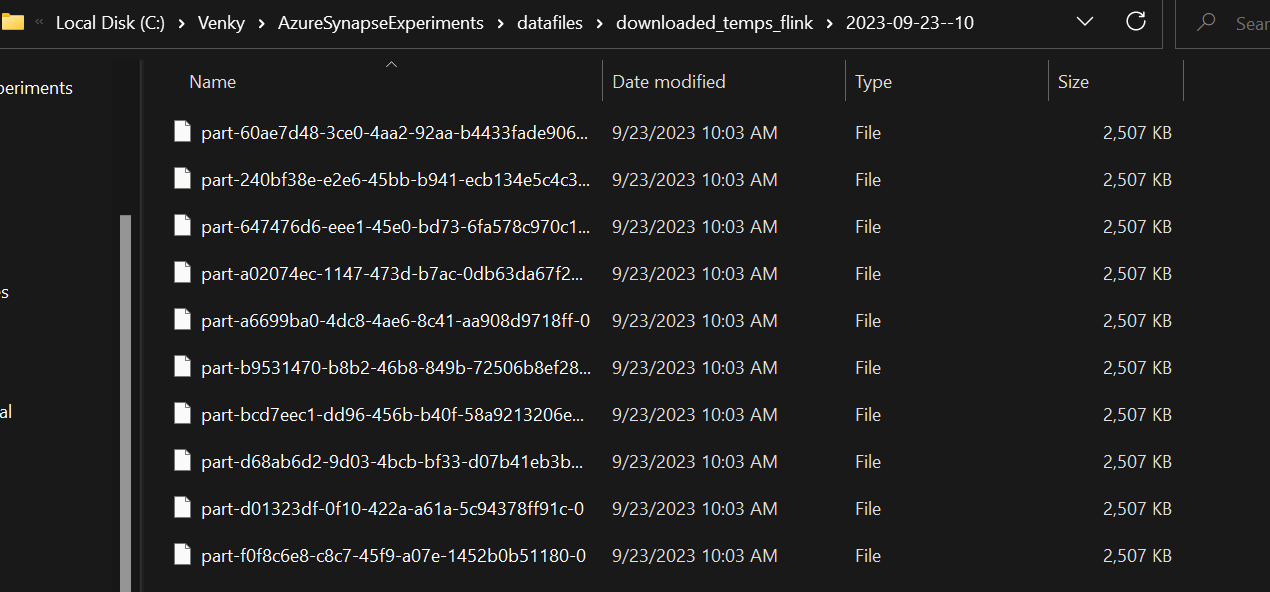 « Local Disk (C:) > Venky > AzureSynapseExperiments > datafiles > downloaded_temps_flink > 2023-09-23--10 Sear
periments
Name Date modified Type Size
part-60ae7d48-3ce0-4aa2-92aa-b4433fade906... 9/23/2023 10:03 AM File 2,507 KB
part-240bf38e-e2e6-45bb-b941-ecb134e5c4c3... 9/23/2023 10:03 AM File 2,507 KB
part-647476d6-eee1-45e0-bd73-6fa578c970c1... 9/23/2023 10:03 AM File 2,507 KB
part-a02074ec-1147-473d-b7ac-0db63da67f2... 9/23/2023 10:03 AM File 2,507 KB
s
part-a6699ba0-4dc8-4ae6-8c41-aa908d9718ff-0 9/23/2023 10:03 AM File 2,507 KB
part-b9531470-b8b2-46b8-849b-72506b8ef28... 9/23/2023 10:03 AM File 2,507 KB
al
part-bcd7eec1-dd96-456b-b40f-58a9213206e... 9/23/2023 10:03 AM File 2,507 KB
part-d68ab6d2-9d03-4bcb-bf33-d07b41eb3b... 9/23/2023 10:03 AM File 2,507 KB
part-d01323df-0f10-422a-a61a-5c94378ff91c-0 9/23/2023 10:03 AM File 2,507 KB
part-f0f8c6e8-c8c7-45f9-a07e-1452b0b51180-0 9/23/2023 10:03 AM File 2,507 KB